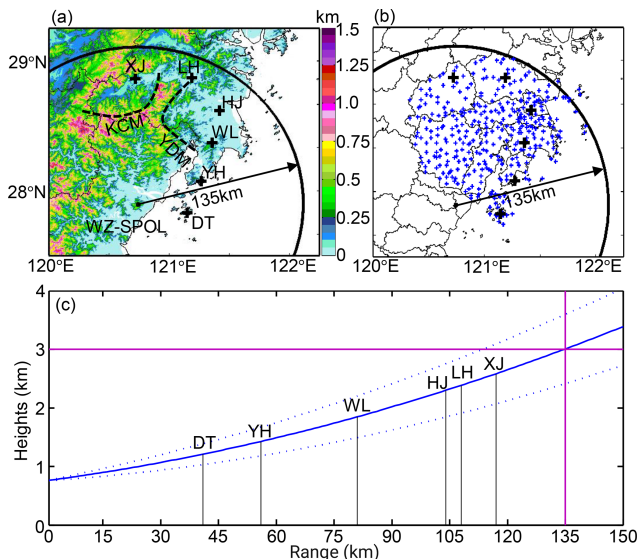 (a)
km
(b)
29°N
28°N
XJ
LH
HJ
KCM
YDM
WL
YH
135km
WZ-SPOL
DT
1.5
1.25
1.0
0.75
0.5
0.25
0
120°E
121°E
122°E
135km
120°E
121°E
122°E
(c)
Heights (km)
4
3
2
1
0
DT
YH
WL
HJ
LH
XJ
0
15
30
45
60
75
90
105
120
135
150
Range (km)